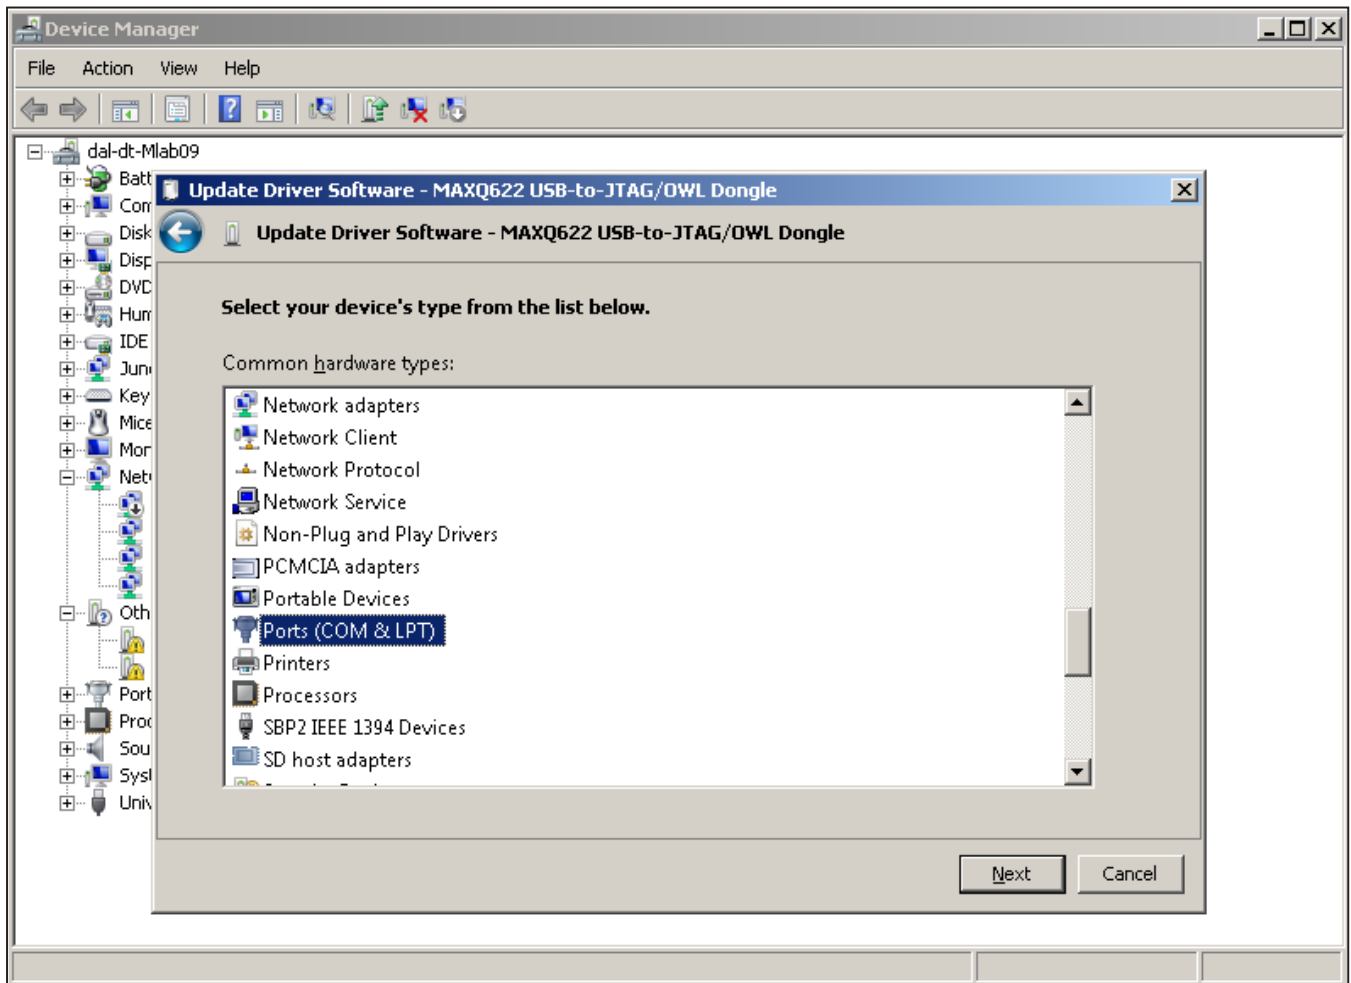 Device Manager
File Action View Help
dal-dt-Mlab09
Batt
Com
Disk
Disp
DVD
Hum
IDE
Key
Mice
Mon
Netw
Oth
Port
Proc
Sou
Syst
Univ
Update Driver Software - MAXQ622 USB-to-JTAG/OWL Dongle
Update Driver Software - MAXQ622 USB-to-JTAG/OWL Dongle
Select your device's type from the list below.
Common hardware types:
Network adapters
Network Client
Network Protocol
Network Service
Non-Plug and Play Drivers
PCMCIA adapters
Portable Devices
Ports (COM & LPT)
Printers
Processors
SBP2 IEEE 1394 Devices
SD host adapters
Next Cancel